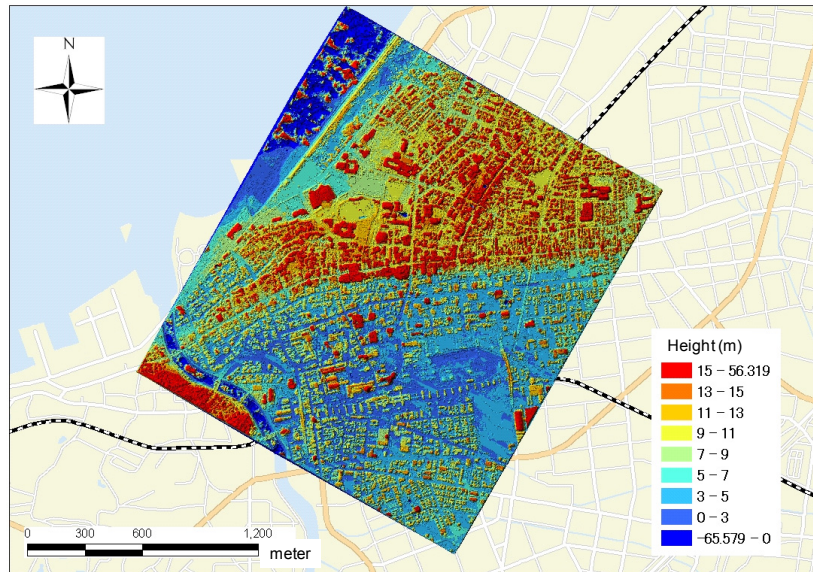 N
Height (m)
15 – 56.319
13 – 15
11 – 13
9 – 11
7 – 9
5 – 7
3 – 5
0 – 3
-65.579 – 0
0 300 600 1,200
meter